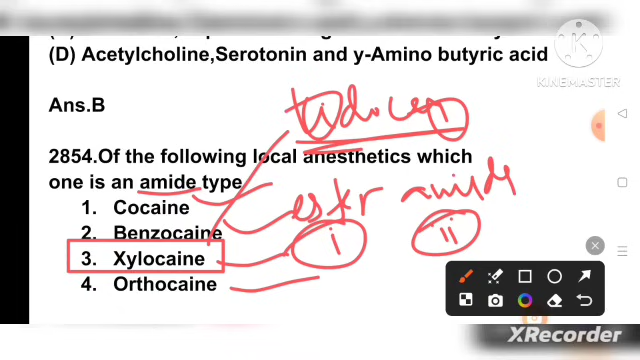 (D) Acetylcholine,Serotonin and y-Amino butyric acid
KINEMASTER
Ans.B
2854.Of the following local anesthetics which
one is an amide type
1. Cocaine
2. Benzocaine
3. Xylocaine
4. Orthocaine
amide
i
ii
XRecorder